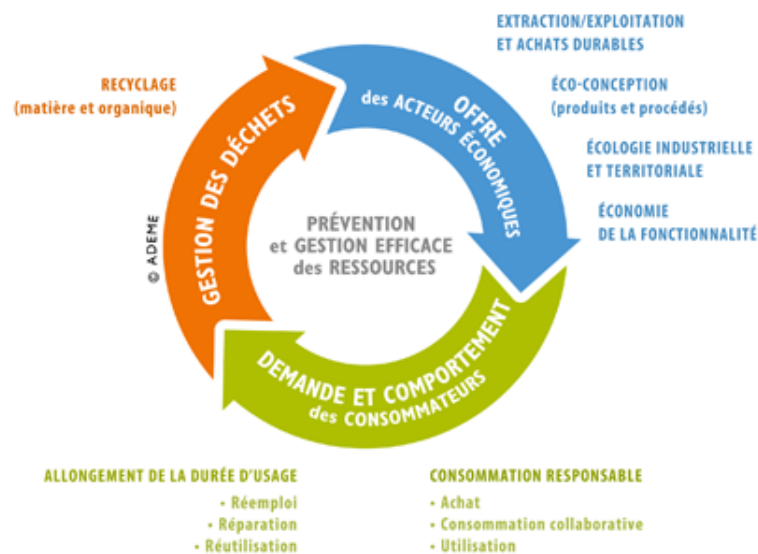 EXTRACTION/EXPLOITATION
ET ACHATS DURABLES
ÉCO-CONCEPTION
(produits et procédés)
ÉCOLOGIE INDUSTRIELLE
ET TERRITORIALE
ÉCONOMIE
DE LA FONCTIONNALITÉ
OFFRE
des ACTEURS ÉCONOMIQUES
RECYCLAGE
(matière et organique)
GESTION DES DÉCHETS
© ADEME
PRÉVENTION
et GESTION EFFICACE
des RESSOURCES
DEMANDE ET COMPORTEMENT
des CONSOMMATEURS
ALLONGEMENT DE LA DURÉE D'USAGE
• Réemploi
• Réparation
• Réutilisation
CONSOMMATION RESPONSABLE
• Achat
• Consommation collaborative
• Utilisation